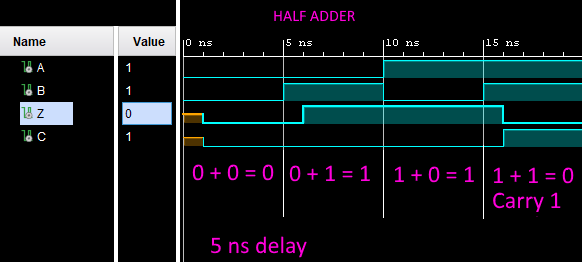 HALF ADDER
Name Value
0 ns 5 ns 10 ns 15 ns
A 1
B 1
Z 0
C 1
0 + 0 = 0 0 + 1 = 1 1 + 0 = 1 1 + 1 = 0
Carry 1
5 ns delay